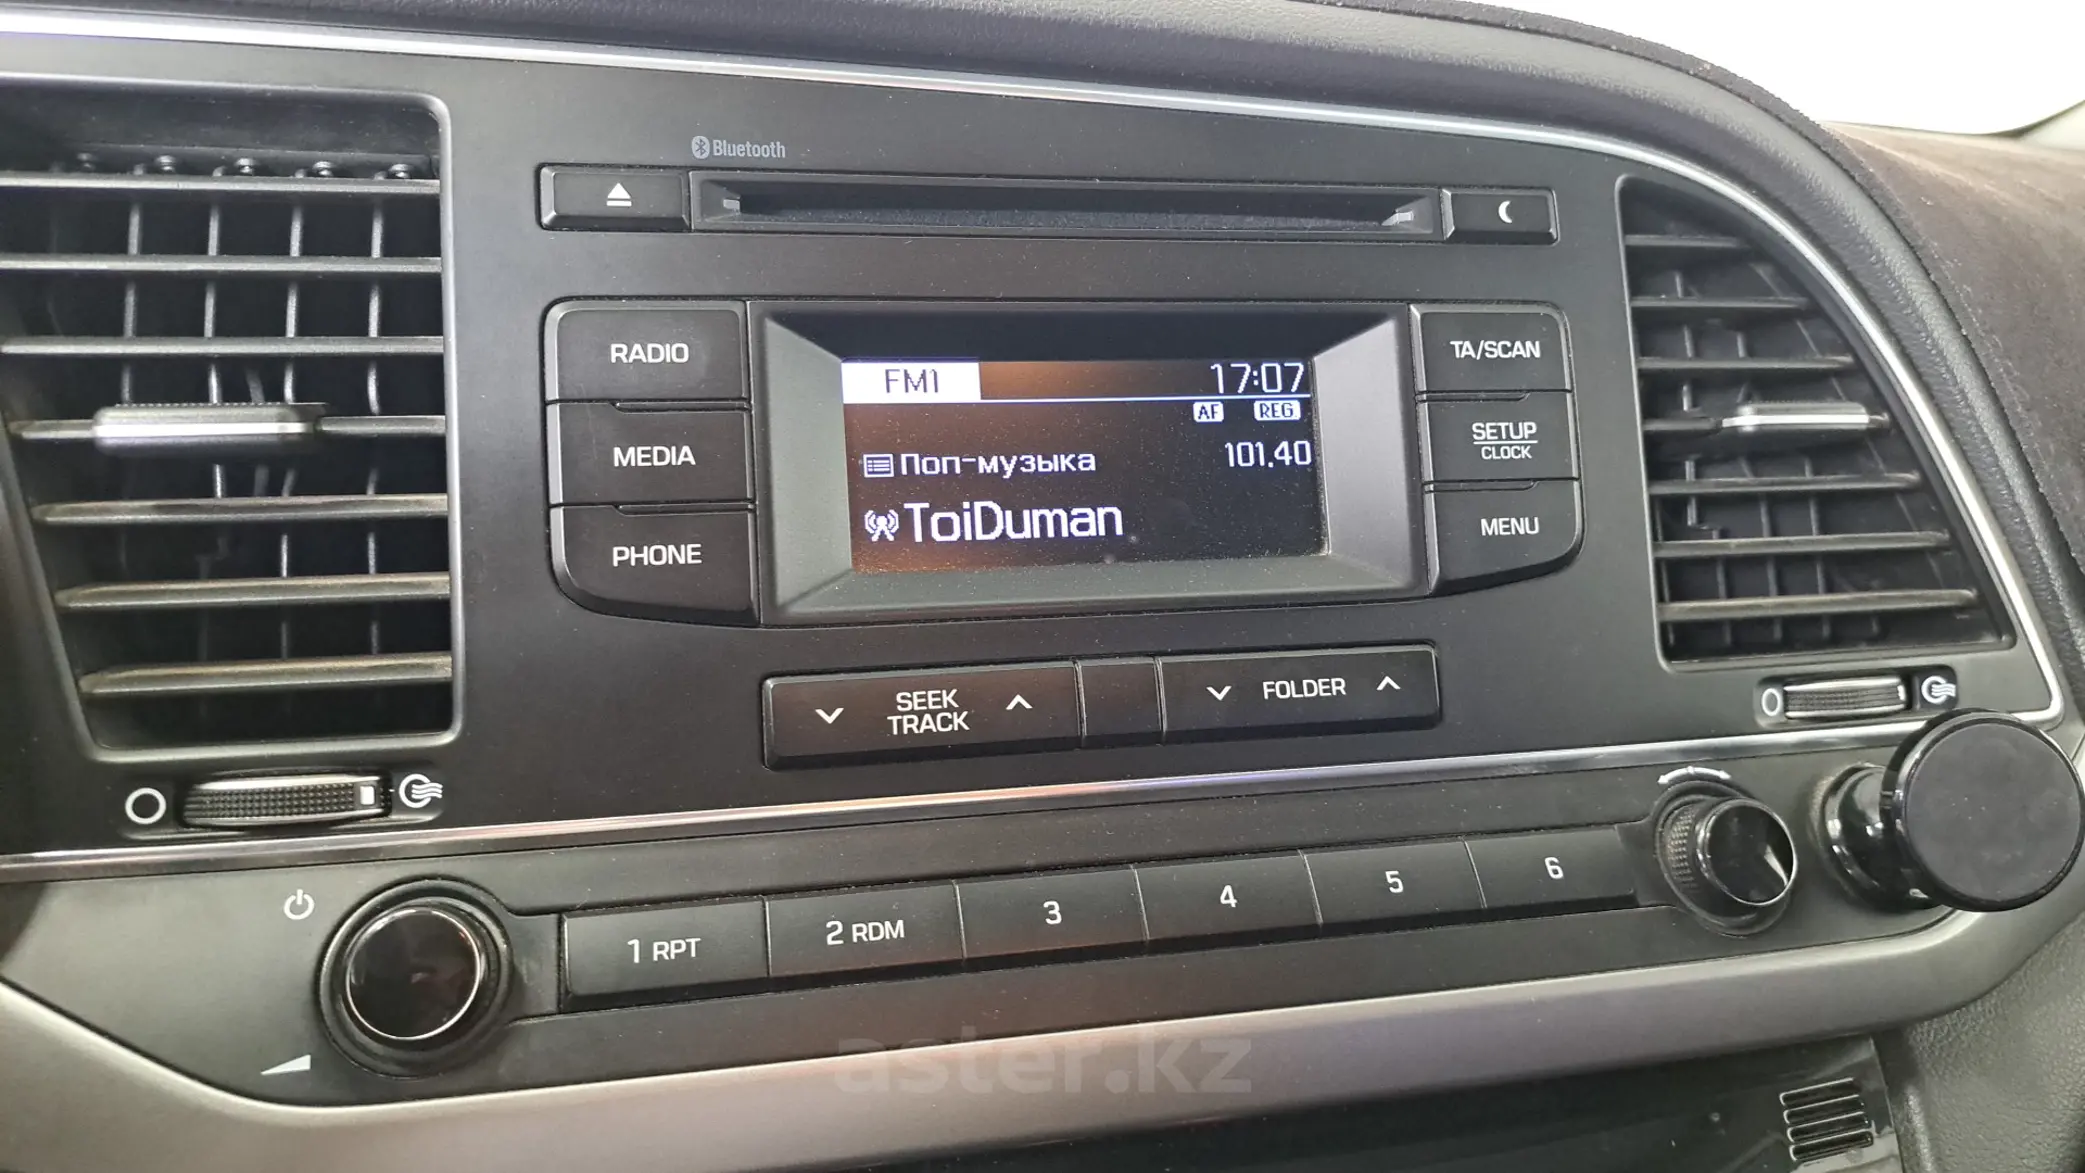 Bluetooth
RADIO
MEDIA
PHONE
FM1 17:07
AF REG
Поп-музыка 101.40
ToiDuman
TA/SCAN
SETUP
CLOCK
MENU
SEEK
TRACK
FOLDER
1 RPT
2 RDM
3
4
5
6
aster.kz